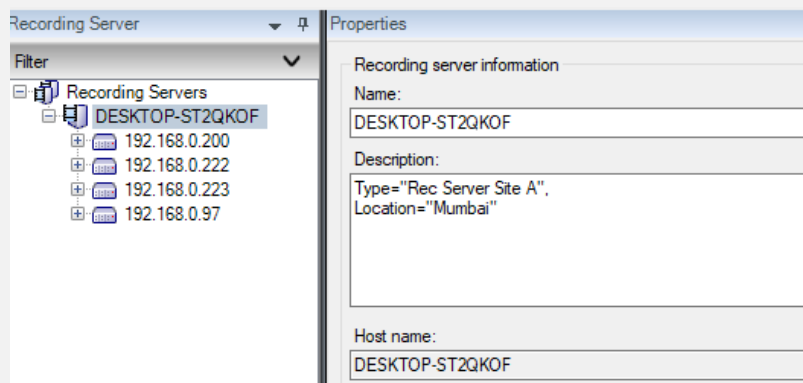 Recording Server
Filter
Recording Servers
DESKTOP-ST2QKOF
192.168.0.200
192.168.0.222
192.168.0.223
192.168.0.97
Properties
Recording server information
Name:
DESKTOP-ST2QKOF
Description:
Type="Rec Server Site A",
Location="Mumbai"
Host name:
DESKTOP-ST2QKOF